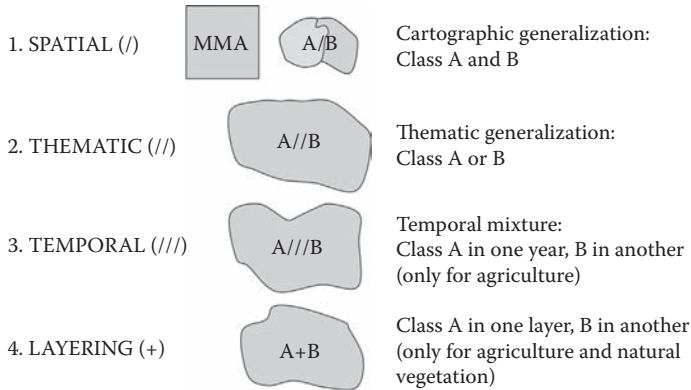 1. SPATIAL (/)
MMA
A/B
Cartographic generalization:
Class A and B
2. THEMATIC (//)
A//B
Thematic generalization:
Class A or B
3. TEMPORAL (///)
A///B
Temporal mixture:
Class A in one year, B in another
(only for agriculture)
4. LAYERING (+)
A+B
Class A in one layer, B in another
(only for agriculture and natural
vegetation)